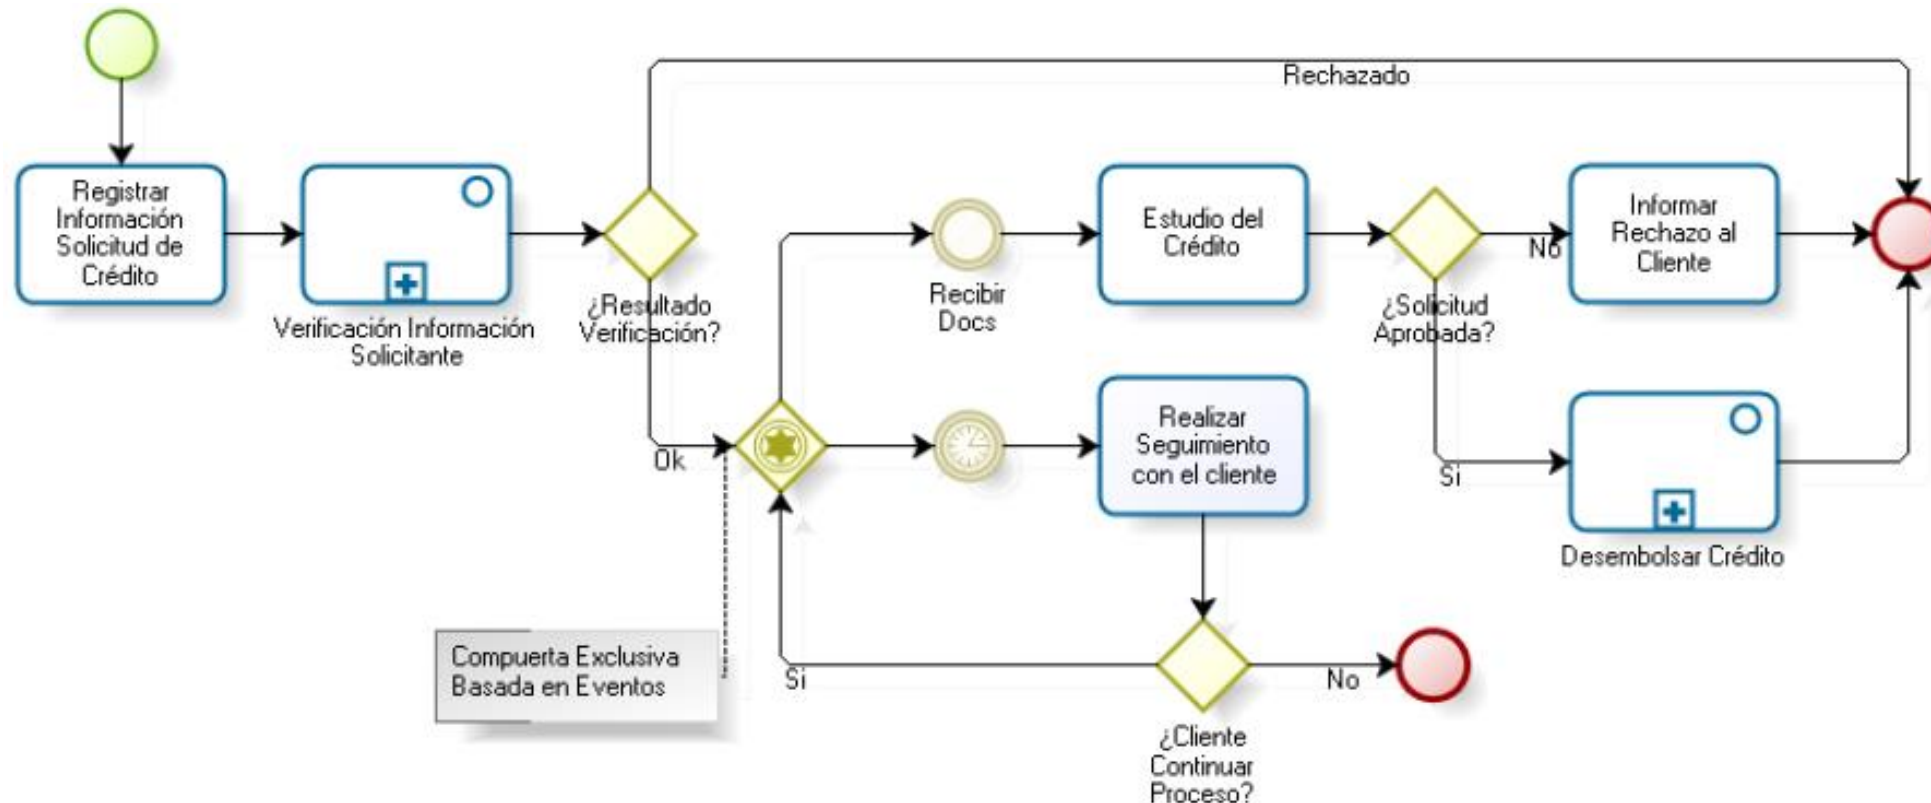 Rechazado
Registrar
Información
Solicitud de
Crédito
Verificación Información
Solicitante
¿Resultado
Verificación?
Recibir
Docs
Estudio del
Crédito
¿Solicitud
Aprobada?
No
Informar
Rechazo al
Cliente
Ok
Realizar
Seguimiento
con el cliente
Si
Desembolsar Crédito
Compuerta Exclusiva
Basada en Eventos
Si
No
¿Cliente
Continuar
Proceso?